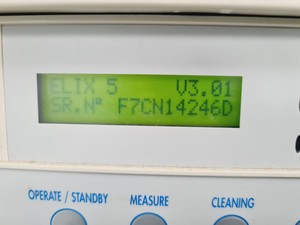 ELIX 5 V3.01
SR.Nº F7CN14246D
OPERATE / STANDBY MEASURE CLEANING